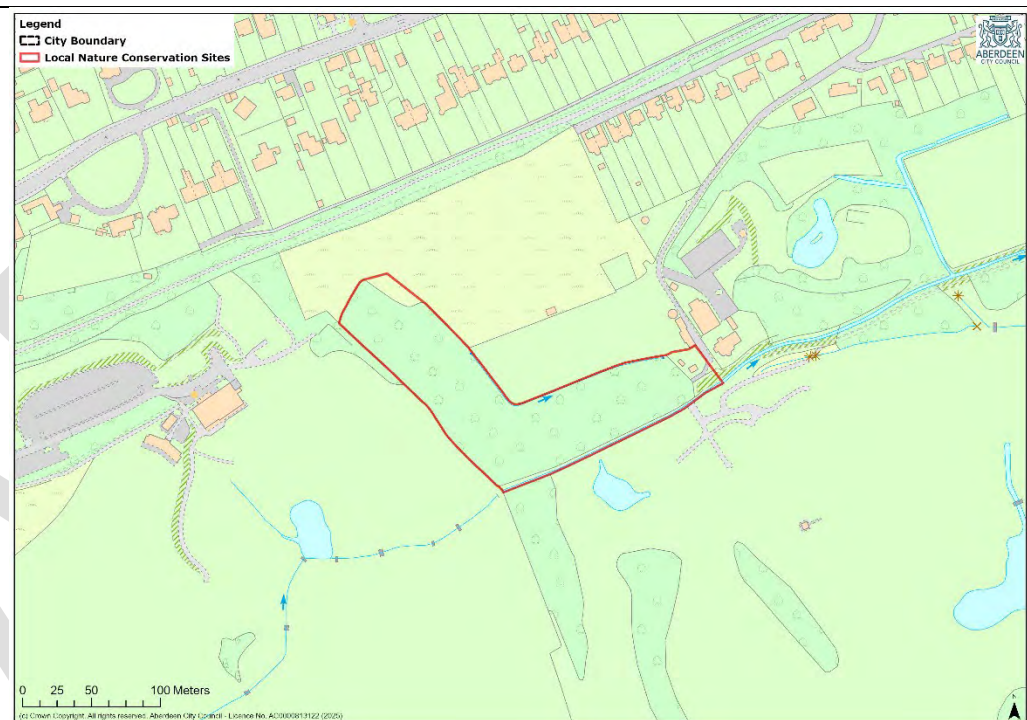 Legend
City Boundary
Local Nature Conservation Sites
ABERDEEN
CITY COUNCIL
0 25 50 100 Meters
(c) Crown Copyright. All rights reserved. Aberdeen City Council - Licence No. AC0000813122 (2025)